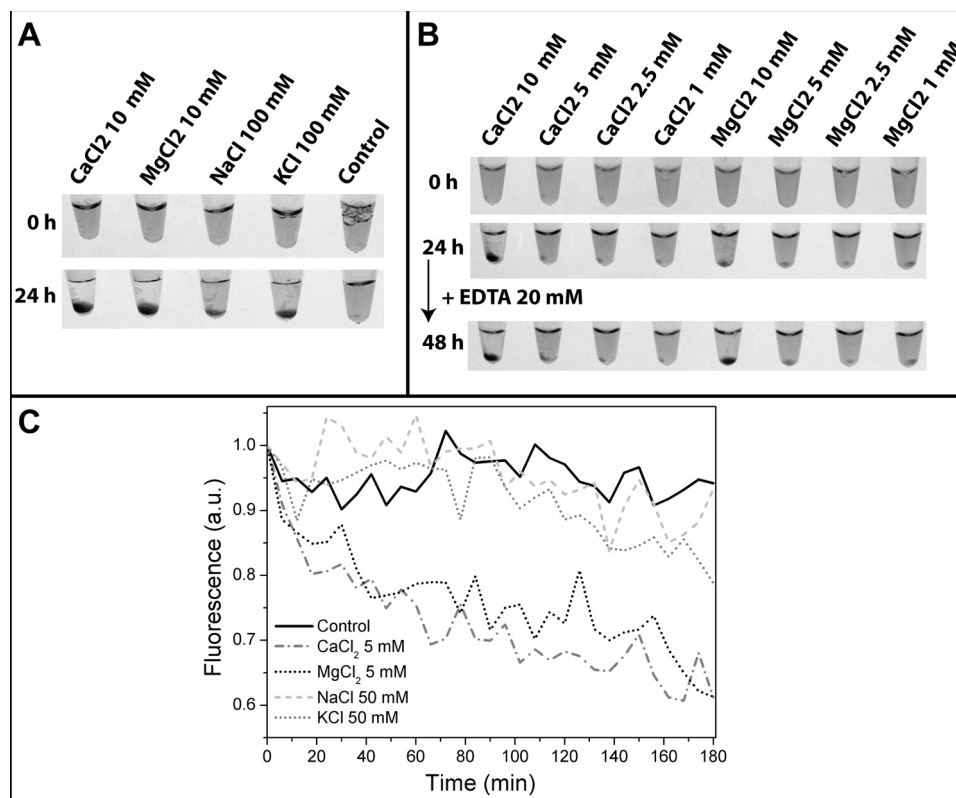 A
CaCl2 10 mM
MgCl2 10 mM
NaCl 100 mM
KCl 100 mM
Control
0 h
24 h
B
CaCl2 10 mM
CaCl2 5 mM
CaCl2 2.5 mM
CaCl2 1 mM
MgCl2 10 mM
MgCl2 5 mM
MgCl2 2.5 mM
MgCl2 1 mM
0 h
24 h
+ EDTA 20 mM
48 h
C
Fluorescence (a.u.)
1.0
0.9
0.8
0.7
0.6
Control
CaCl₂ 5 mM
MgCl₂ 5 mM
NaCl 50 mM
KCl 50 mM
0 20 40 60 80 100 120 140 160 180
Time (min)